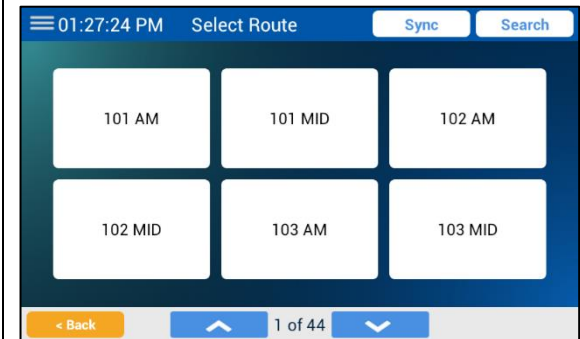 01:27:24 PM Select Route Sync Search
101 AM 101 MID 102 AM
102 MID 103 AM 103 MID
< Back 1 of 44